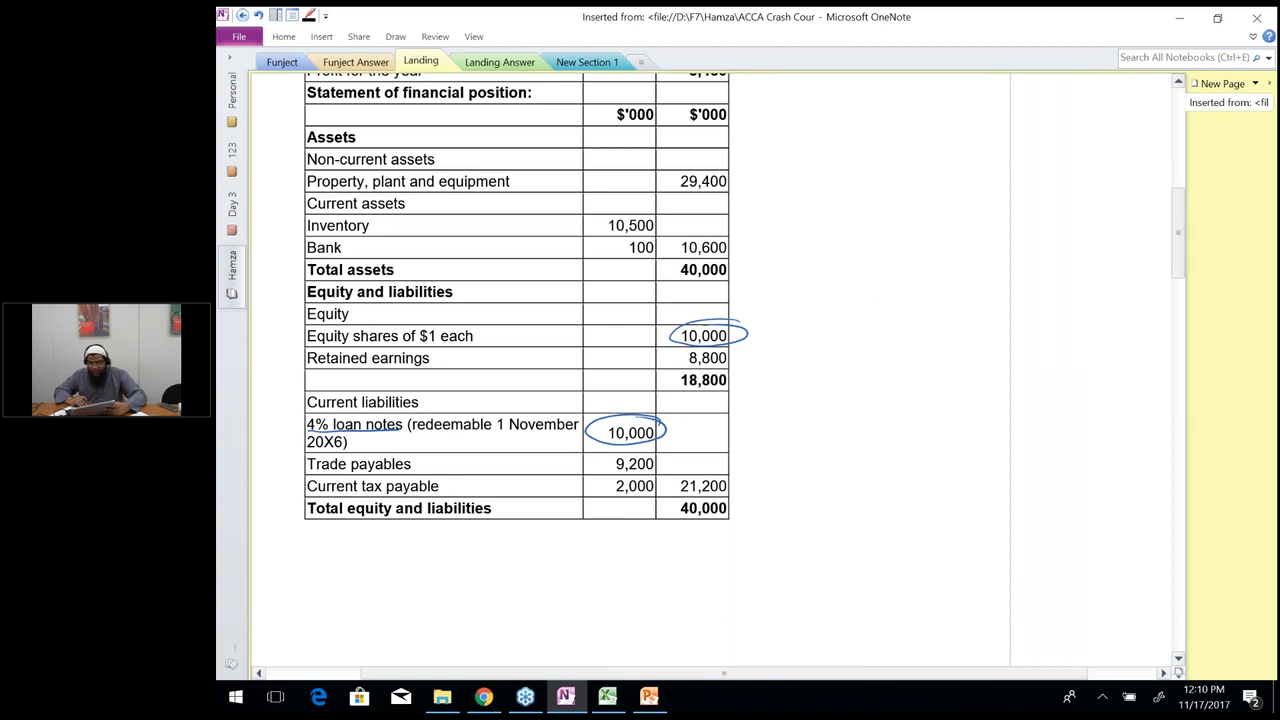 Inserted from: <file://D:\F7\Hamza\ACCA Crash Cour - Microsoft OneNote
File Home Insert Share Draw Review View
Funject Funject Answer Landing Landing Answer New Section 1
Search All Notebooks (Ctrl+E)
New Page
Inserted from: <fil
Personal
123
Day 3
Hamza
Profit for the year
Statement of financial position:
$'000 $'000
Assets
Non-current assets
Property, plant and equipment 29,400
Current assets
Inventory 10,500
Bank 100 10,600
Total assets 40,000
Equity and liabilities
Equity
Equity shares of $1 each 10,000
Retained earnings 8,800
18,800
Current liabilities
4% loan notes (redeemable 1 November
20X6) 10,000
Trade payables 9,200
Current tax payable 2,000 21,200
Total equity and liabilities 40,000
12:10 PM
11/17/2017
2